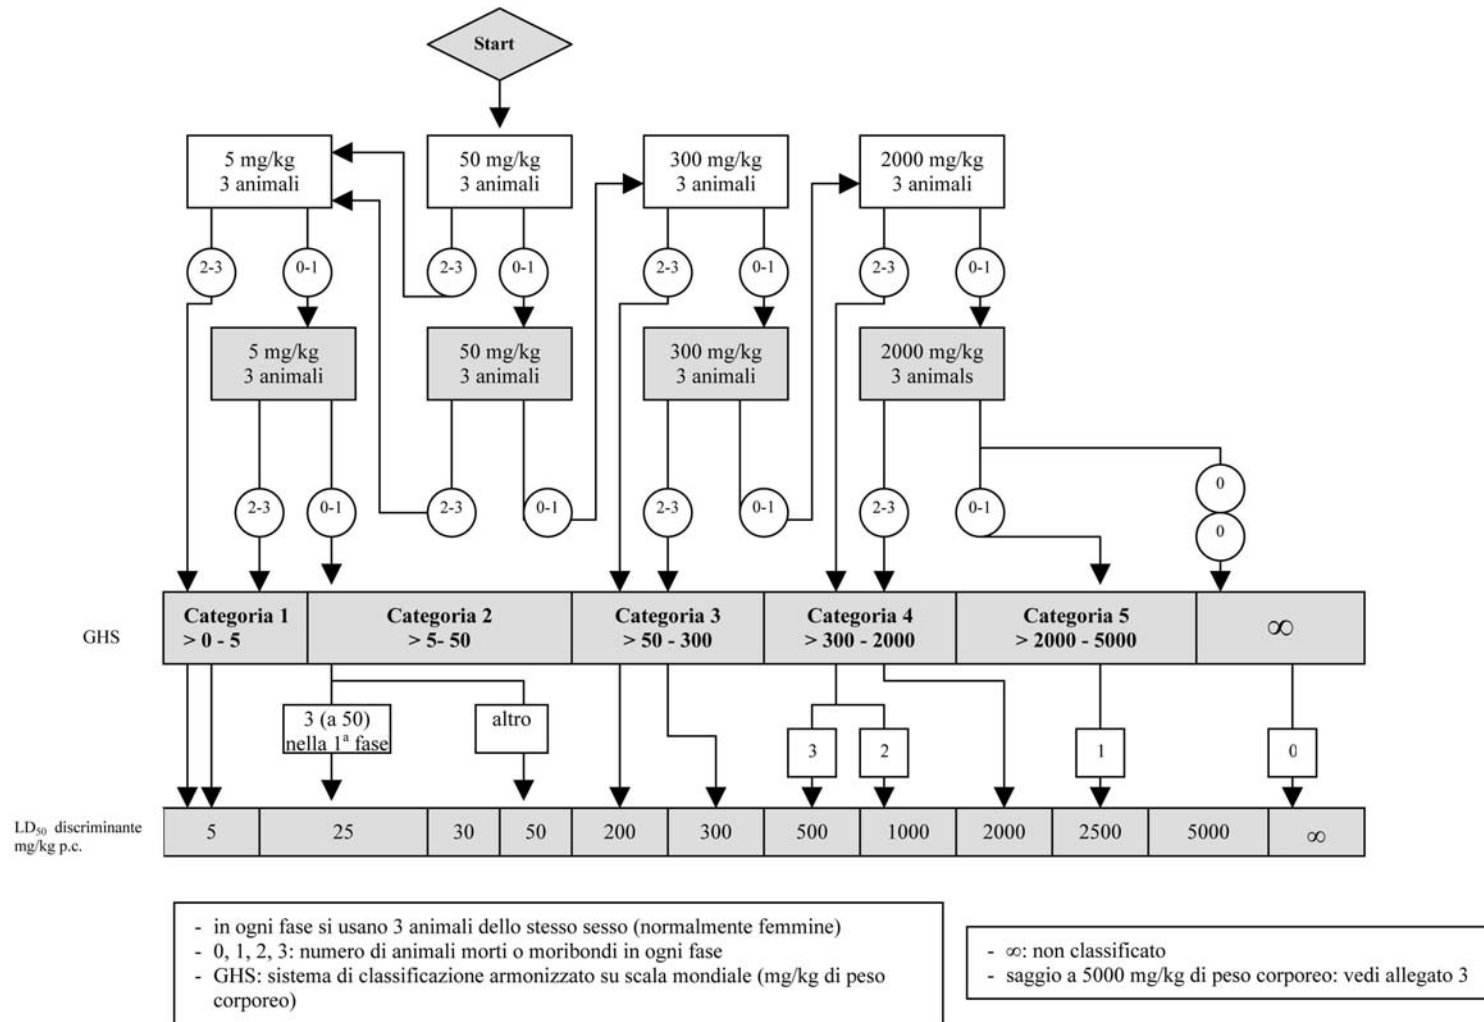 Start
5 mg/kg
3 animali
50 mg/kg
3 animali
300 mg/kg
3 animali
2000 mg/kg
3 animali
2-3
0-1
2-3
0-1
2-3
0-1
2-3
0-1
5 mg/kg
3 animali
50 mg/kg
3 animali
300 mg/kg
3 animali
2000 mg/kg
3 animals
2-3
0-1
2-3
0-1
2-3
0-1
2-3
0-1
0
0
GHS
Categoria 1
> 0 - 5
Categoria 2
> 5- 50
Categoria 3
> 50 - 300
Categoria 4
> 300 - 2000
Categoria 5
> 2000 - 5000
∞
3 (a 50)
nella 1ª fase
altro
3
2
1
0
LD₅₀ discriminante
mg/kg p.c.
5
25
30
50
200
300
500
1000
2000
2500
5000
∞
- in ogni fase si usano 3 animali dello stesso sesso (normalmente femmine)
- 0, 1, 2, 3: numero di animali morti o moribondi in ogni fase
- GHS: sistema di classificazione armonizzato su scala mondiale (mg/kg di peso
corporeo)
- ∞: non classificato
- saggio a 5000 mg/kg di peso corporeo: vedi allegato 3